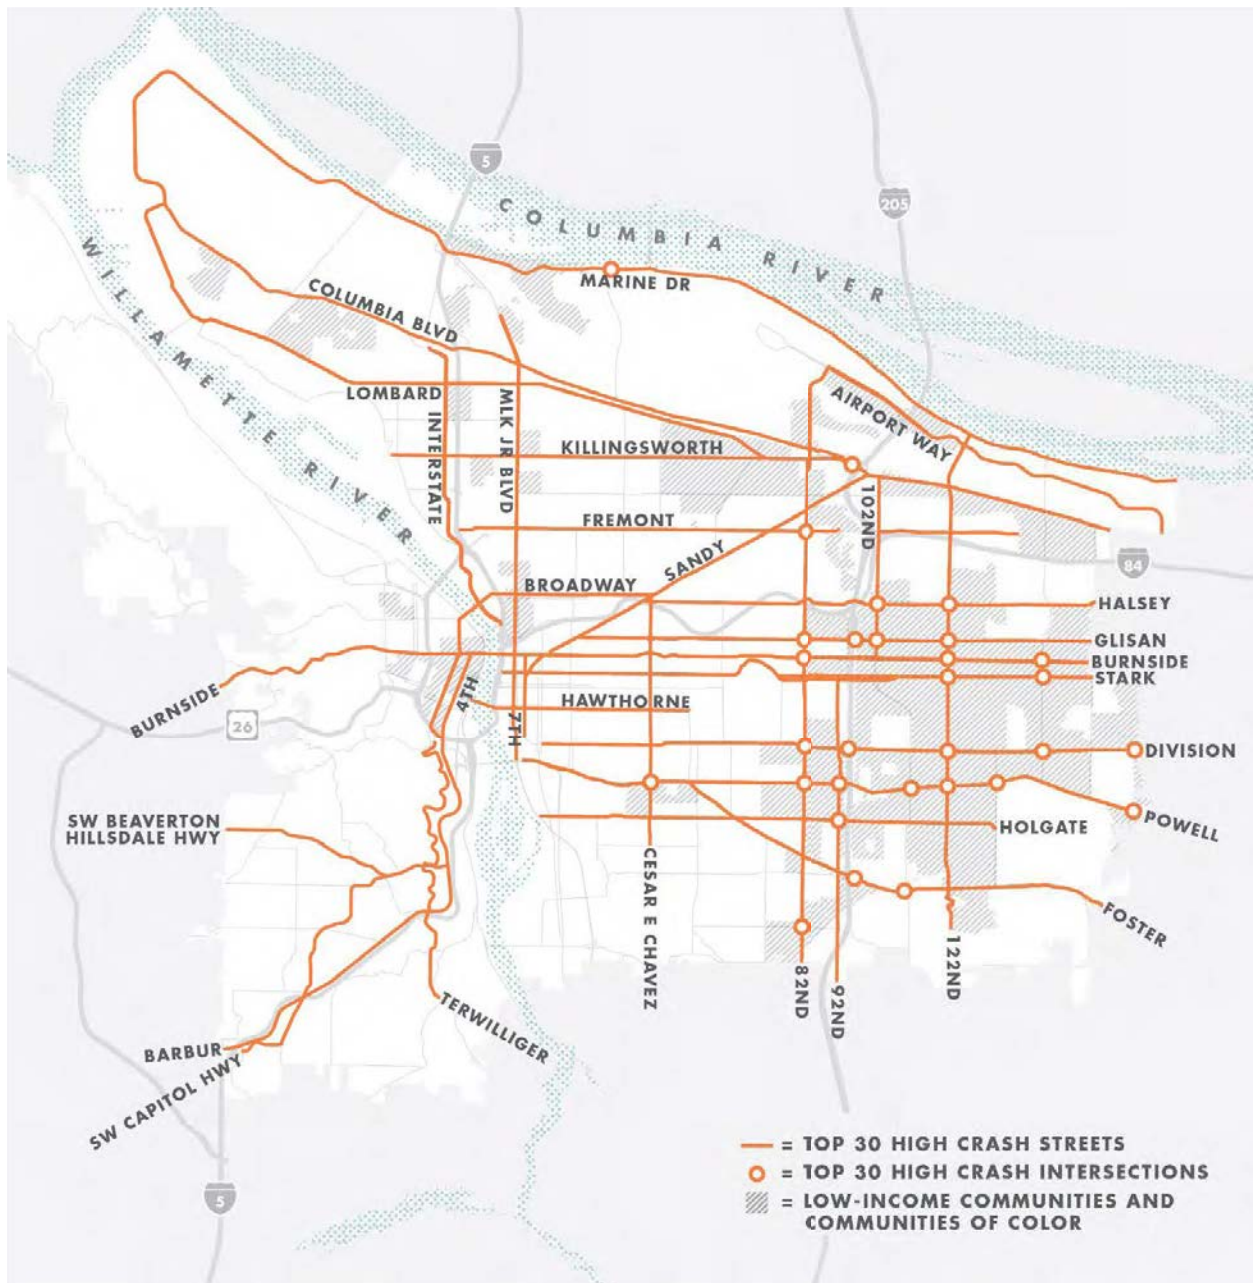 5
205
COLUMBIA RIVER
MARINE DR
WILLAMETTE RIVER
COLUMBIA BLVD
LOMBARD
INTERSTATE
MLK JR BLVD
AIRPORT WAY
KILLINGSWORTH
102ND
FREMONT
SANDY
84
BROADWAY
HALSEY
GLISAN
BURNSIDE
STARK
BURNSIDE
26
4TH
7TH
HAWTHORNE
DIVISION
SW BEAVERTON
HILLSDALE HWY
POWELL
HOLGATE
CESAR E CHAVEZ
FOSTER
82ND
92ND
122ND
TERWILLIGER
BARBUR
SW CAPITOL HWY
5
= TOP 30 HIGH CRASH STREETS
= TOP 30 HIGH CRASH INTERSECTIONS
= LOW-INCOME COMMUNITIES AND
COMMUNITIES OF COLOR